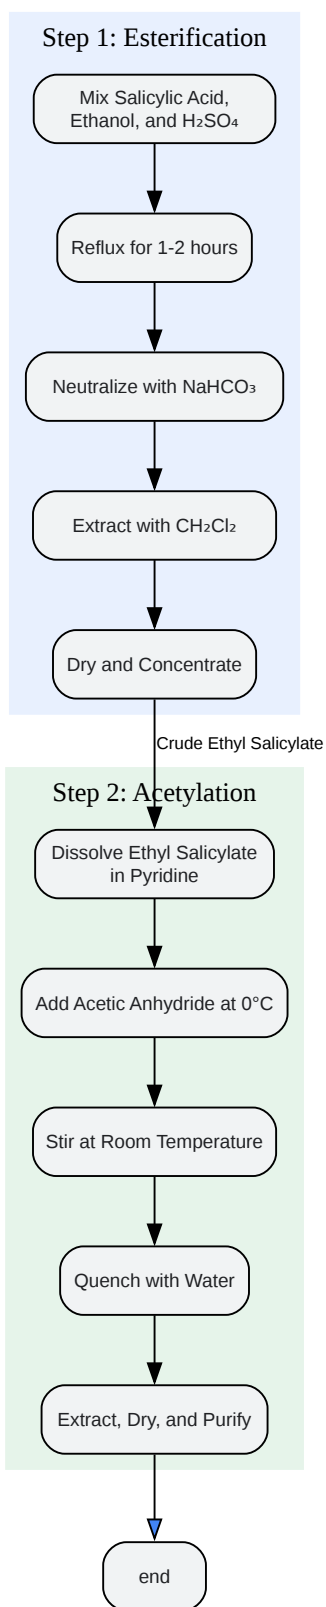 Step 1: Esterification
Mix Salicylic Acid,
Ethanol, and H₂SO₄
Reflux for 1-2 hours
Neutralize with NaHCO₃
Extract with CH₂Cl₂
Dry and Concentrate
Crude Ethyl Salicylate
Step 2: Acetylation
Dissolve Ethyl Salicylate
in Pyridine
Add Acetic Anhydride at 0°C
Stir at Room Temperature
Quench with Water
Extract, Dry, and Purify
end